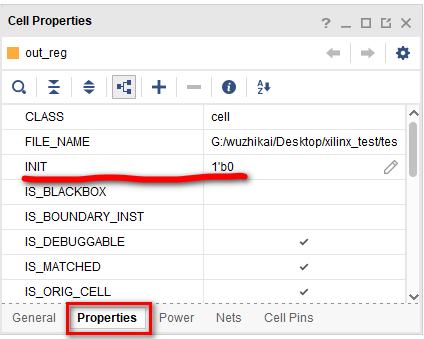 Cell Properties
out_reg
CLASS cell
FILE_NAME G:/wuzhikai/Desktop/xilinx_test/tes
INIT 1'b0
IS_BLACKBOX
IS_BOUNDARY_INST
IS_DEBUGGABLE ✓
IS_MATCHED ✓
IS_ORIG_CELL ✓
General Properties Power Nets Cell Pins